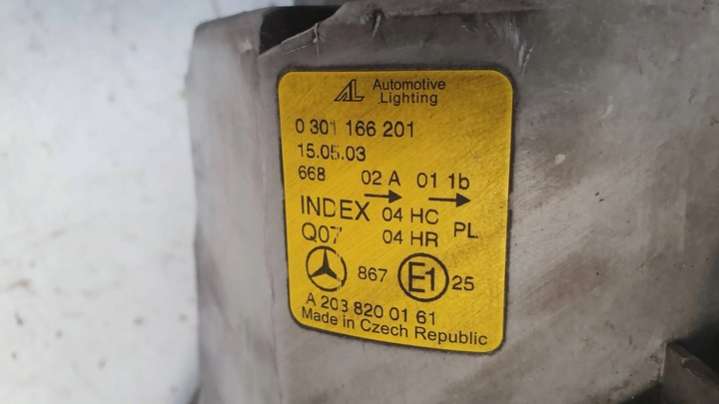 AL Automotive
Lighting
0 301 166 201
15.05.03
668 02 A 01 1b
INDEX 04 HC PL
Q07 04 HR
867 E1 25
A 203 820 01 61
Made in Czech Republic